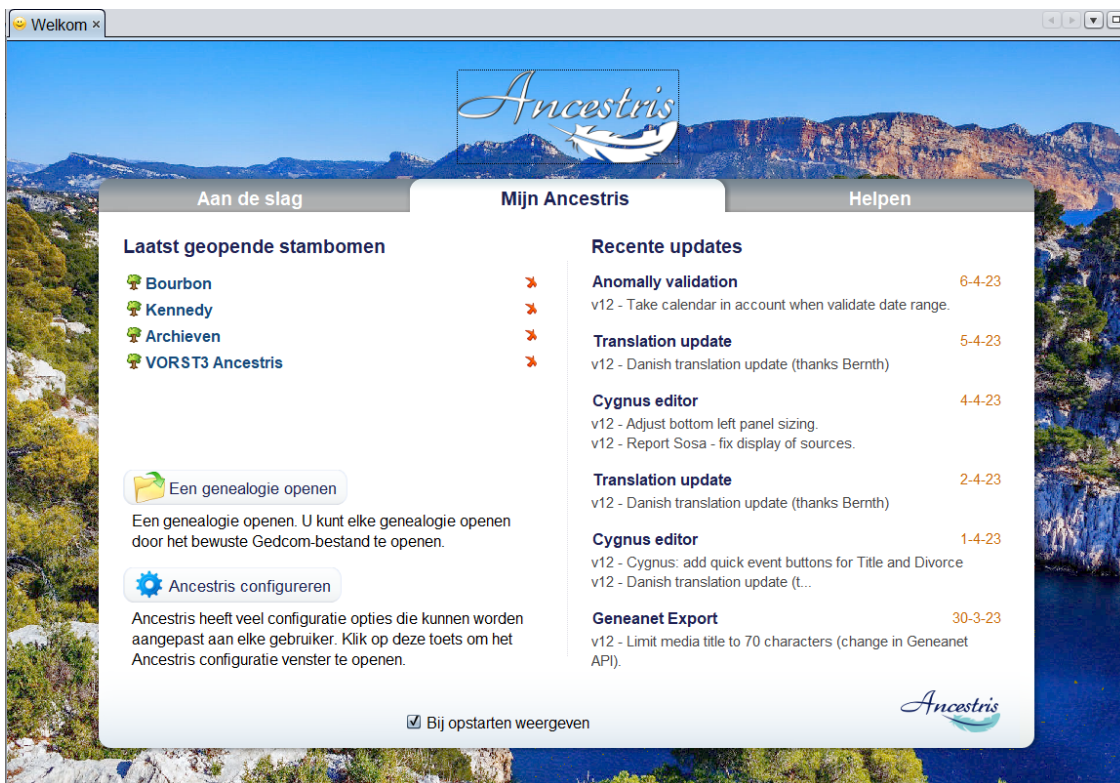 Welkom
Ancestris
Aan de slag
Mijn Ancestris
Helpen
Laatst geopende stambomen
Bourbon
Kennedy
Archieven
VORST3 Ancestris
Een genealogie openen
Een genealogie openen. U kunt elke genealogie openen
door het bewuste Gedcom-bestand te openen.
Ancestris configureren
Ancestris heeft veel configuratie opties die kunnen worden
aangepast aan elke gebruiker. Klik op deze toets om het
Ancestris configuratie venster te openen.
Recente updates
Anomally validation 6-4-23
v12 - Take calendar in account when validate date range.
Translation update 5-4-23
v12 - Danish translation update (thanks Bernth)
Cygnus editor 4-4-23
v12 - Adjust bottom left panel sizing.
v12 - Report Sosa - fix display of sources.
Translation update 2-4-23
v12 - Danish translation update (thanks Bernth)
Cygnus editor 1-4-23
v12 - Cygnus: add quick event buttons for Title and Divorce
v12 - Danish translation update (t...
Geneanet Export 30-3-23
v12 - Limit media title to 70 characters (change in Geneanet
API).
Bij opstarten weergeven
Ancestris